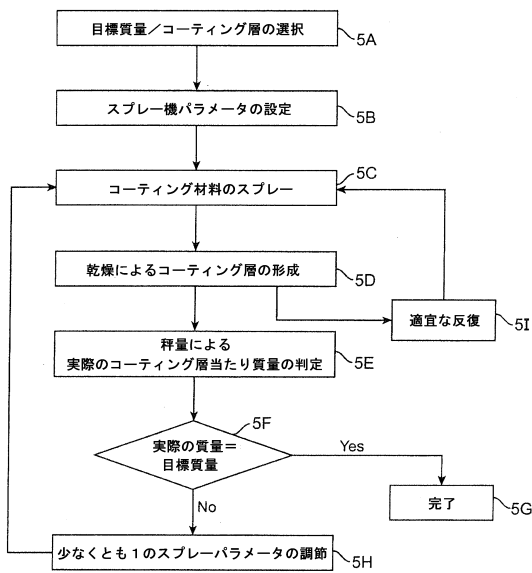 目標質量／コーティング層の選択
5A
スプレー機パラメータの設定
5B
コーティング材料のスプレー
5C
乾燥によるコーティング層の形成
5D
適宜な反復
5I
秤量による
実際のコーティング層当たり質量の判定
5E
実際の質量＝
目標質量
5F
Yes
No
完了
5G
少なくとも１のスプレーパラメータの調節
5H